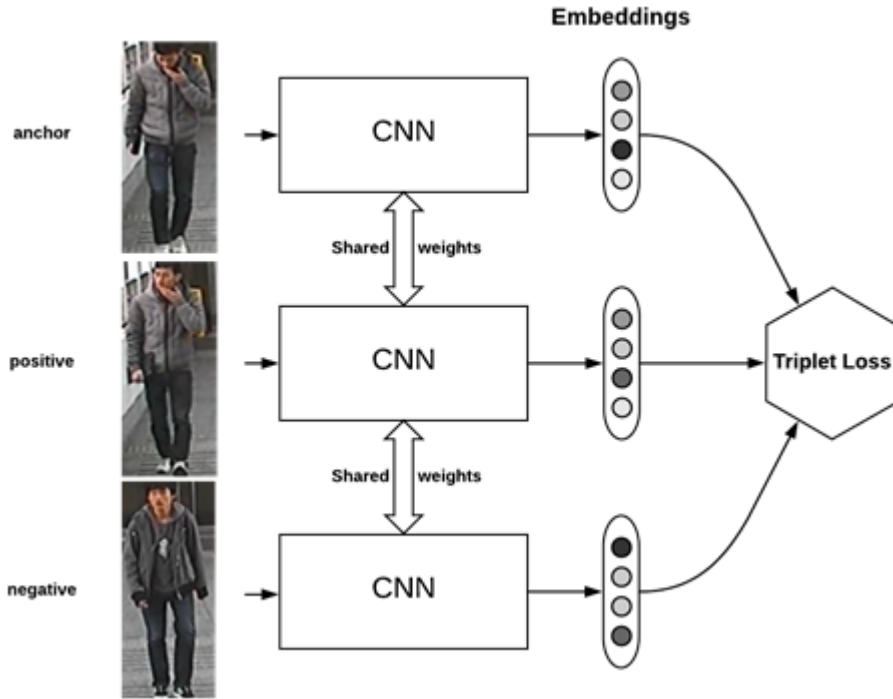 Embeddings
anchor
CNN
Shared weights
positive
CNN
Triplet Loss
Shared weights
negative
CNN